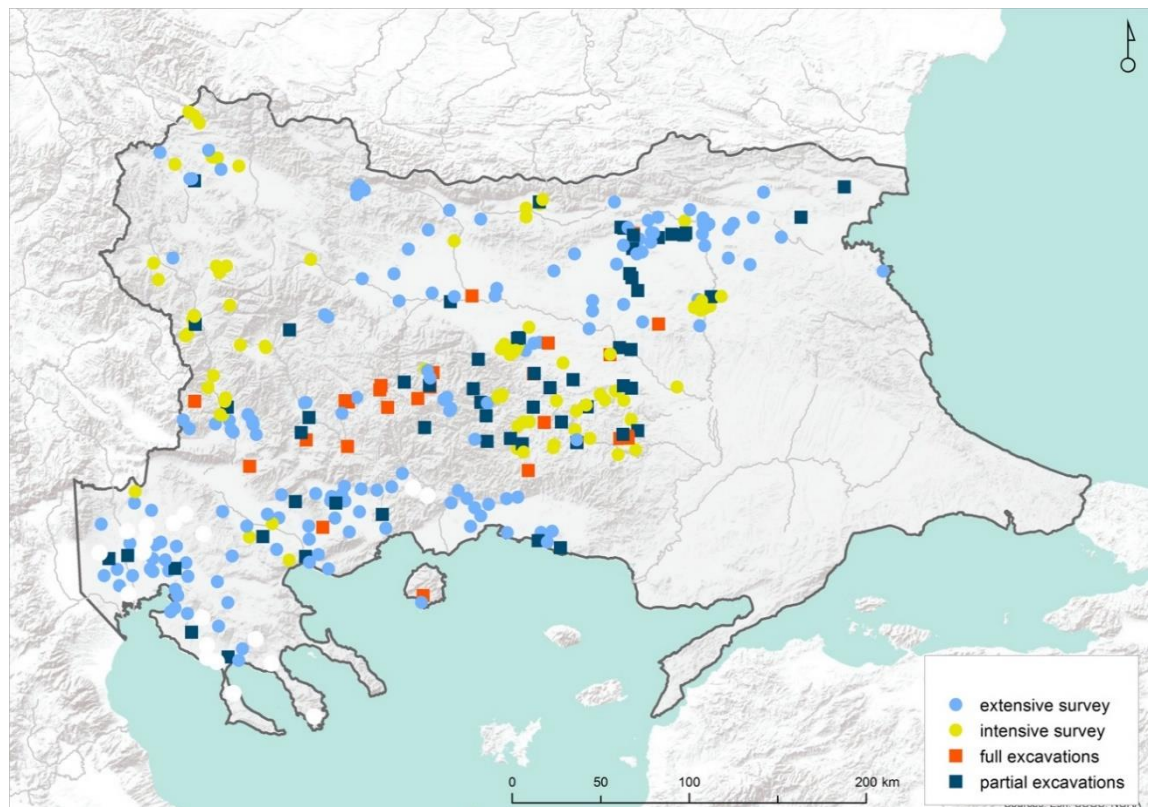 extensive survey
intensive survey
full excavations
partial excavations
0 50 100 200 km